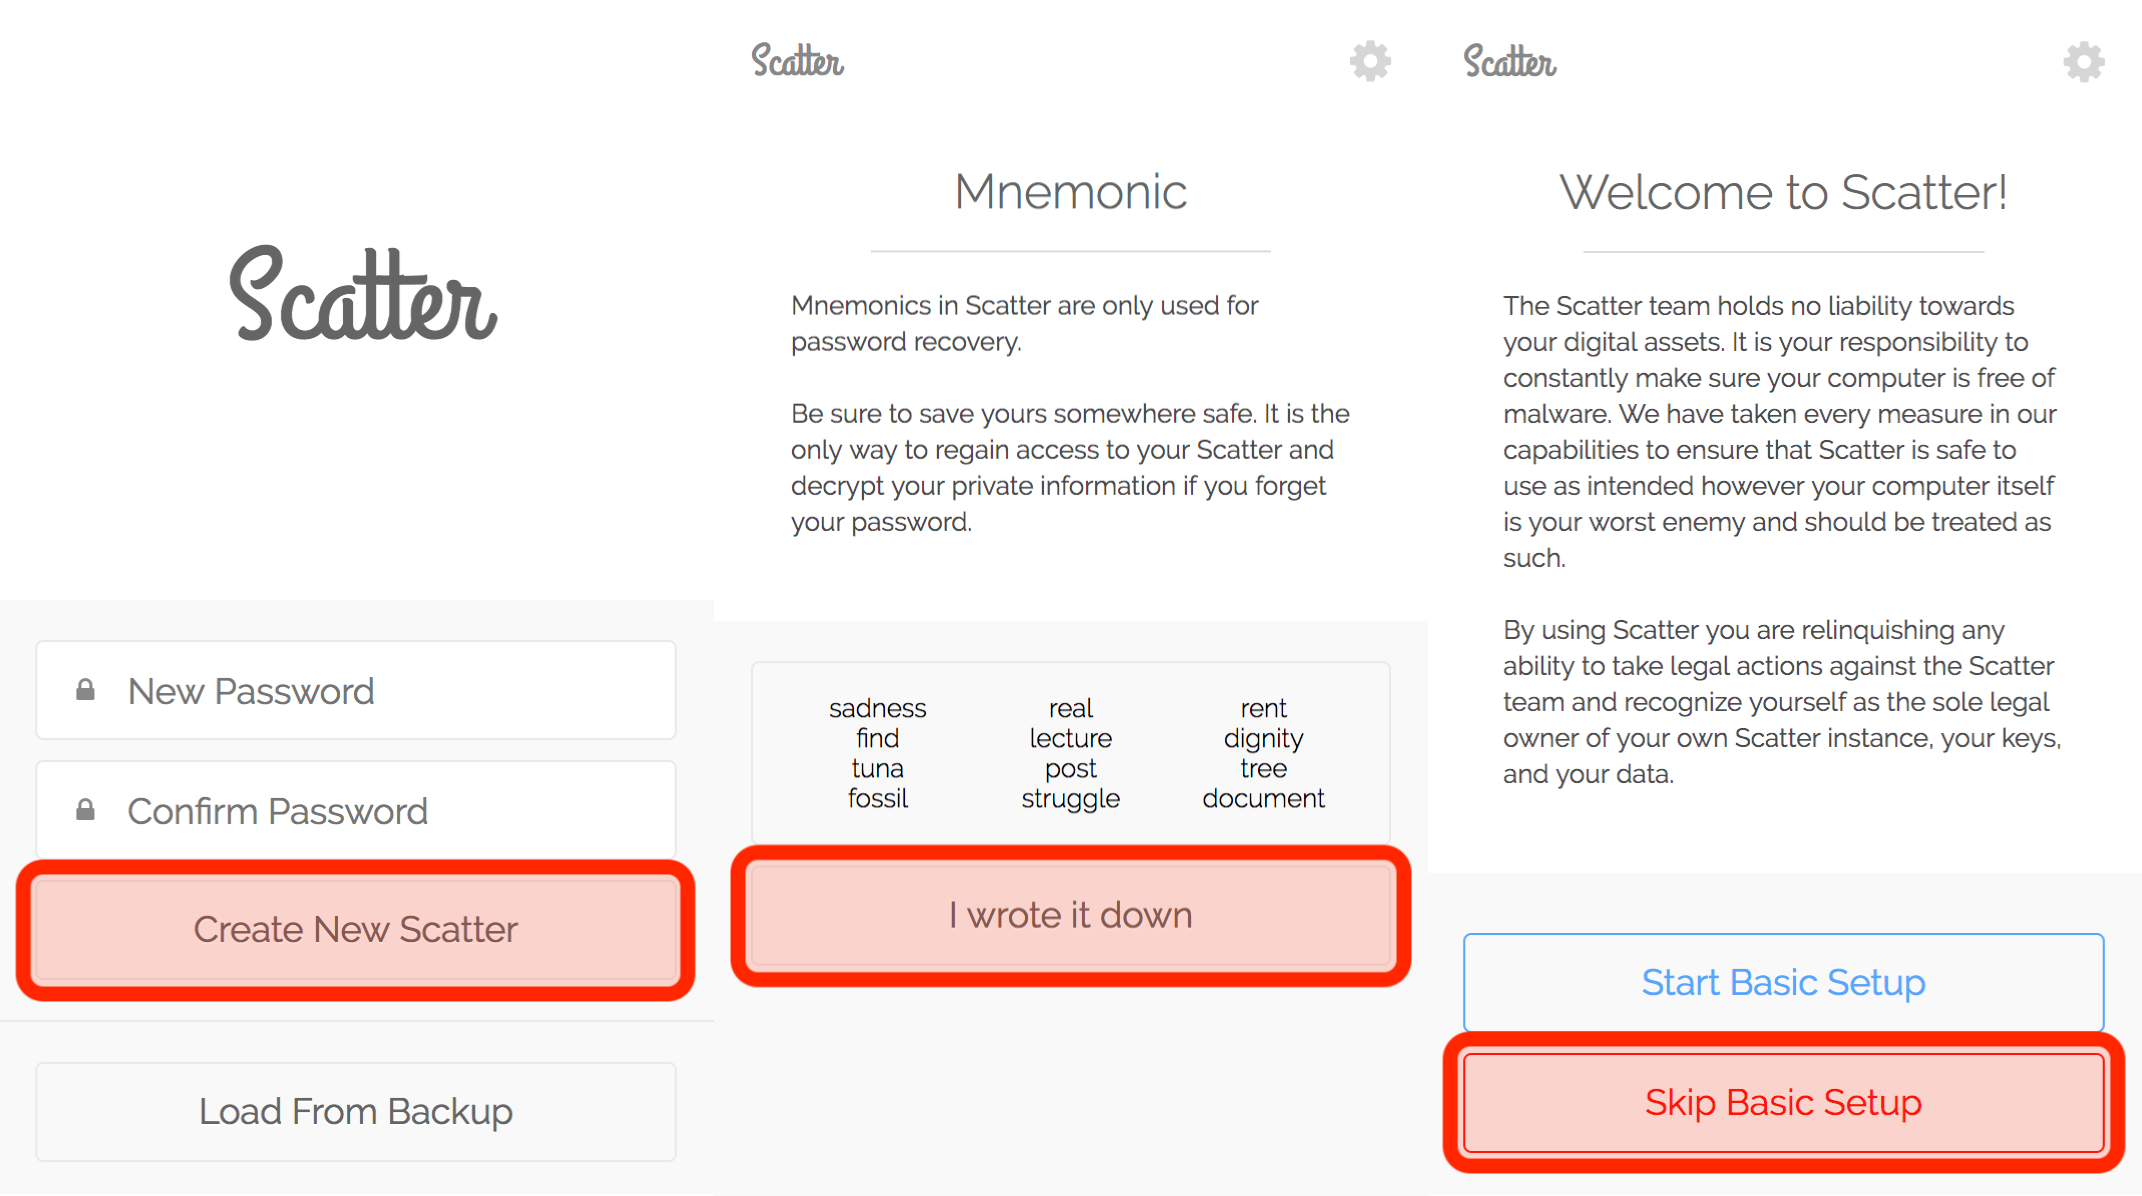 Scatter
New Password
Confirm Password
Create New Scatter
Load From Backup
Scatter
Mnemonic
Mnemonics in Scatter are only used for
password recovery.
Be sure to save yours somewhere safe. It is the
only way to regain access to your Scatter and
decrypt your private information if you forget
your password.
sadness real rent
find lecture dignity
tuna post tree
fossil struggle document
I wrote it down
Scatter
Welcome to Scatter!
The Scatter team holds no liability towards
your digital assets. It is your responsibility to
constantly make sure your computer is free of
malware. We have taken every measure in our
capabilities to ensure that Scatter is safe to
use as intended however your computer itself
is your worst enemy and should be treated as
such.
By using Scatter you are relinquishing any
ability to take legal actions against the Scatter
team and recognize yourself as the sole legal
owner of your own Scatter instance, your keys,
and your data.
Start Basic Setup
Skip Basic Setup